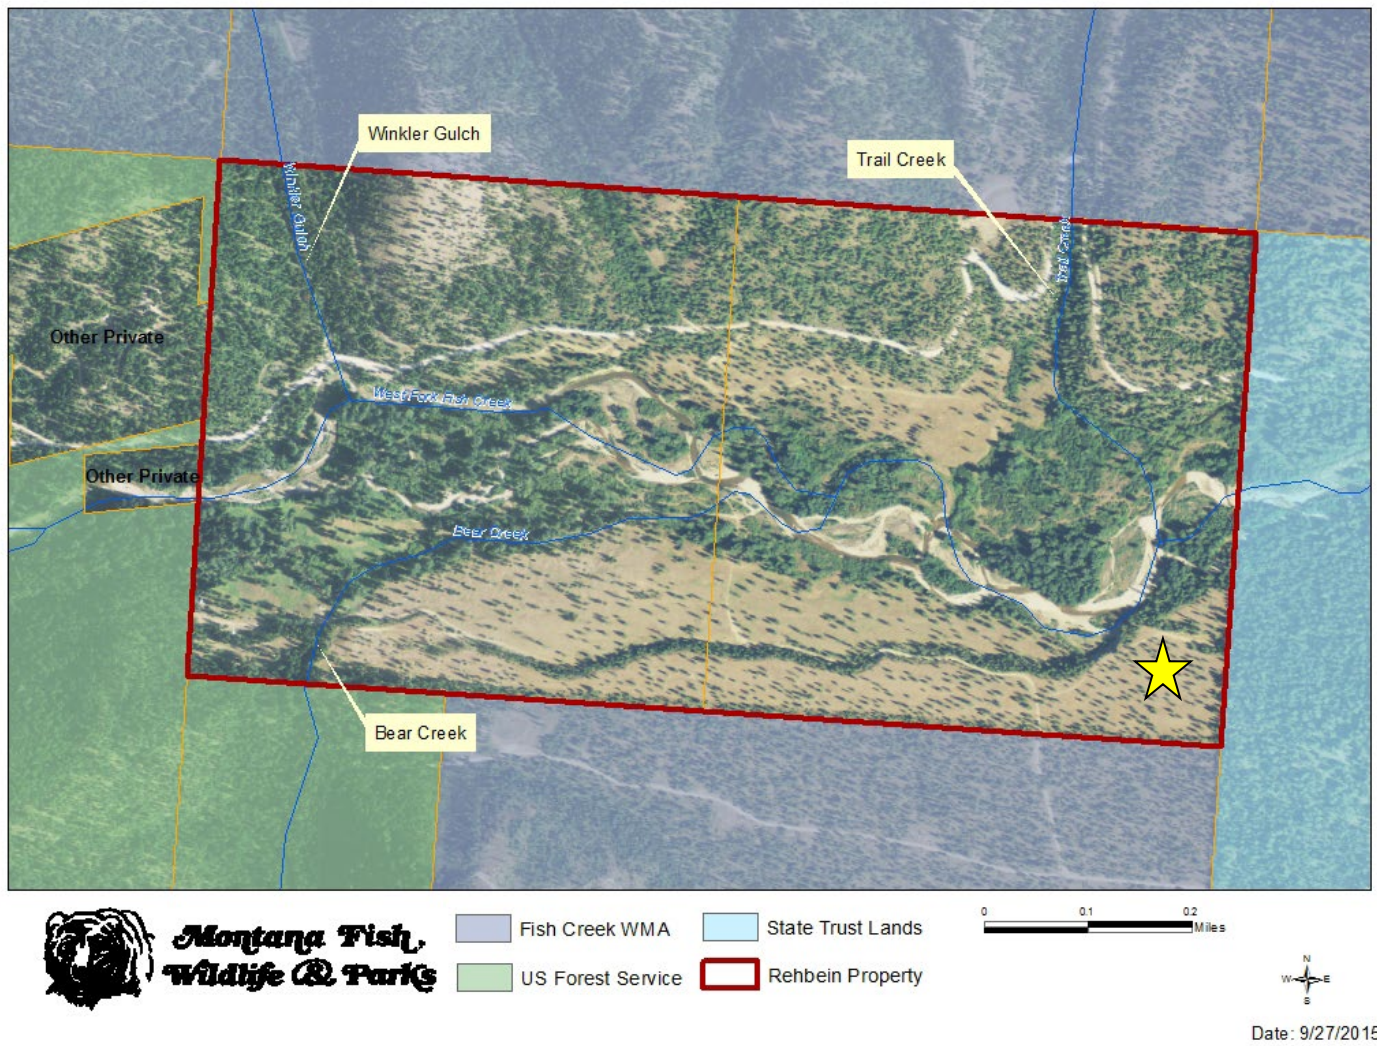 Winkler Gulch
Trail Creek
Winkler Gulch
Trail Creek
Other Private
West Fork Fish Creek
Other Private
Bear Creek
Bear Creek
Montana Fish,
Wildlife & Parks
Fish Creek WMA
State Trust Lands
US Forest Service
Rehbein Property
0 0.1 0.2
Miles
N
W E
S
Date: 9/27/2015